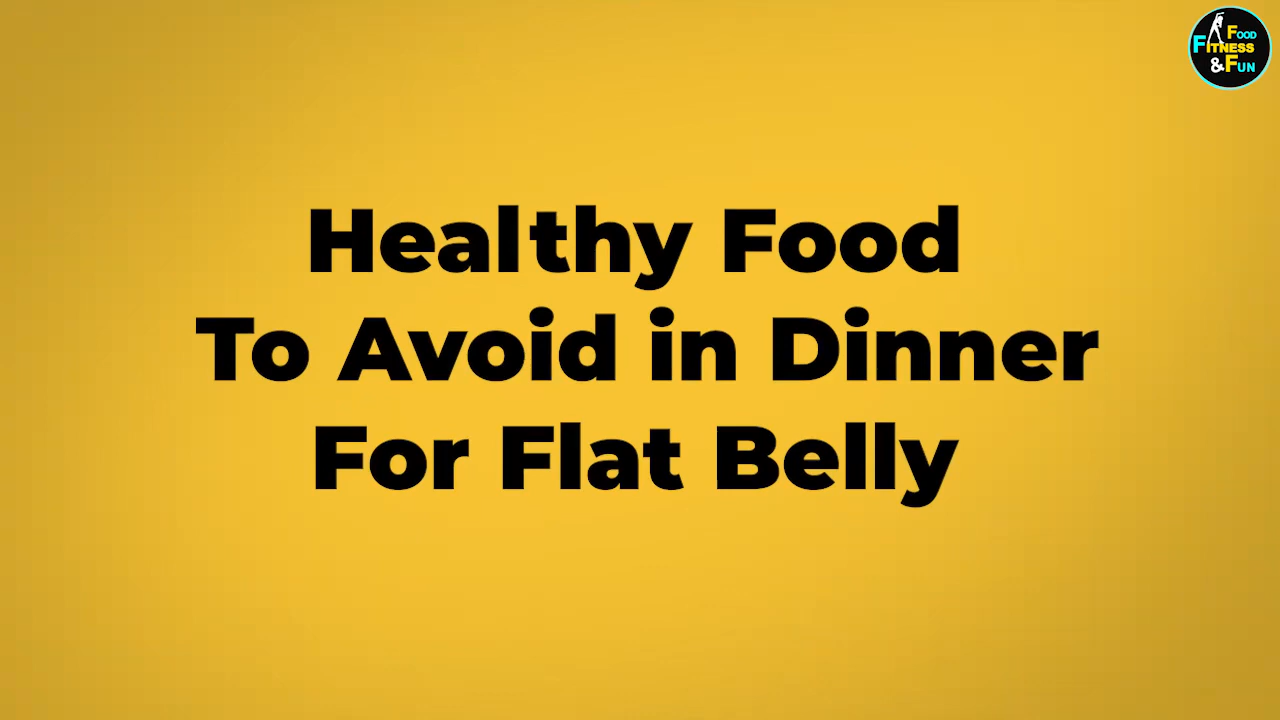 Food
Fitness
&Fun
Healthy Food
To Avoid in Dinner
For Flat Belly